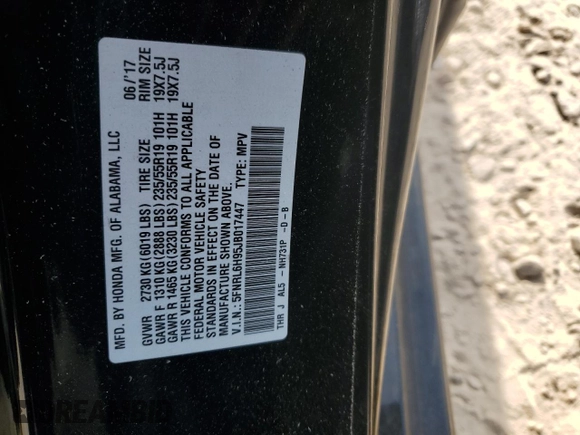 MFD. BY HONDA MFG. OF ALABAMA, LLC 06/'17
GVWR 2730 KG (6019 LBS) TIRE SIZE RIM SIZE
GAWR F 1310 KG (2880 LBS) 235/55R19 101H 19X7.5J
GAWR R 1465 KG (3230 LBS) 235/55R19 101H 19X7.5J
THIS VEHICLE CONFORMS TO ALL APPLICABLE
FEDERAL MOTOR VEHICLE SAFETY
STANDARDS IN EFFECT ON THE DATE OF
MANUFACTURE SHOWN ABOVE.
V.I.N.: 5FNRL6H95JB017447 TYPE: MPV
THR J AL5 - NH731P -D -B
DREAMBID